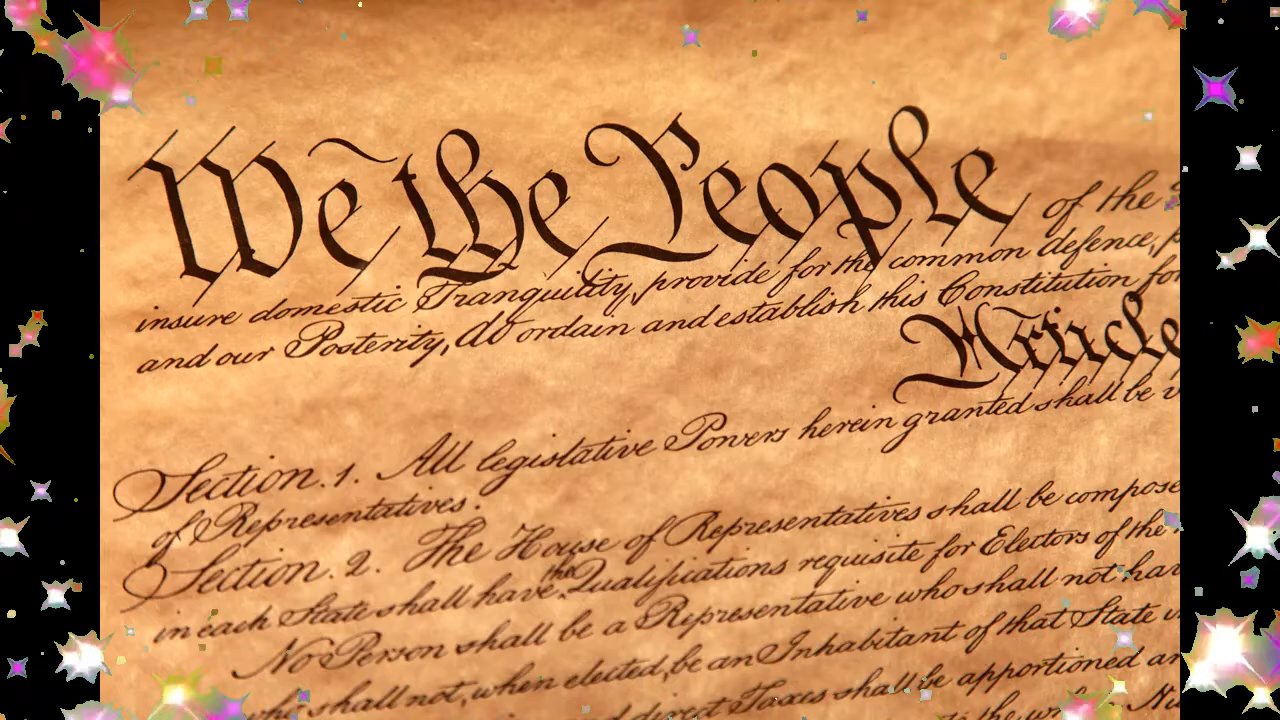 We the People of the
insure domestic Tranquility, provide for the common defence,
and our Posterity, do ordain and establish this Constitution for
Article
Section. 1. All legislative Powers herein granted shall be
of Representatives.
Section. 2. The House of Representatives shall be
the
in each State shall have Qualifications requisite for Electors of the
No Person shall be a Representative who shall not
who shall not, when elected, be an Inhabitant of that State
direct Taxes shall be apportioned